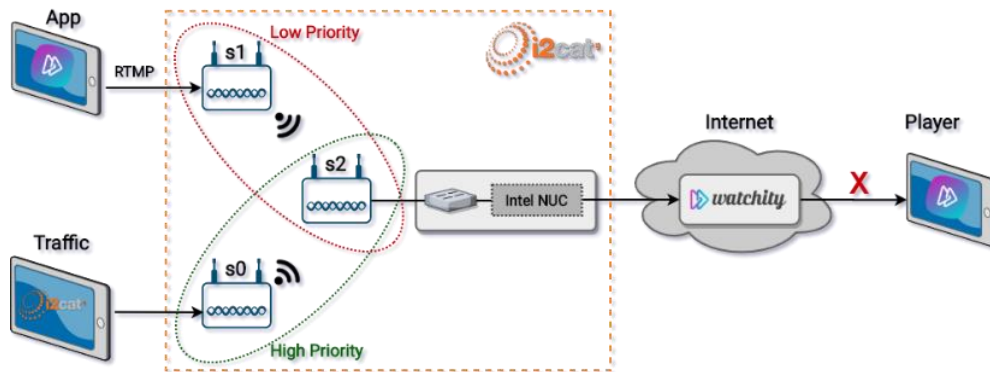 App
RTMP
s1
Low Priority
i2cat
s2
Intel NUC
Internet
watchity
X
Player
Traffic
i2cat
s0
High Priority